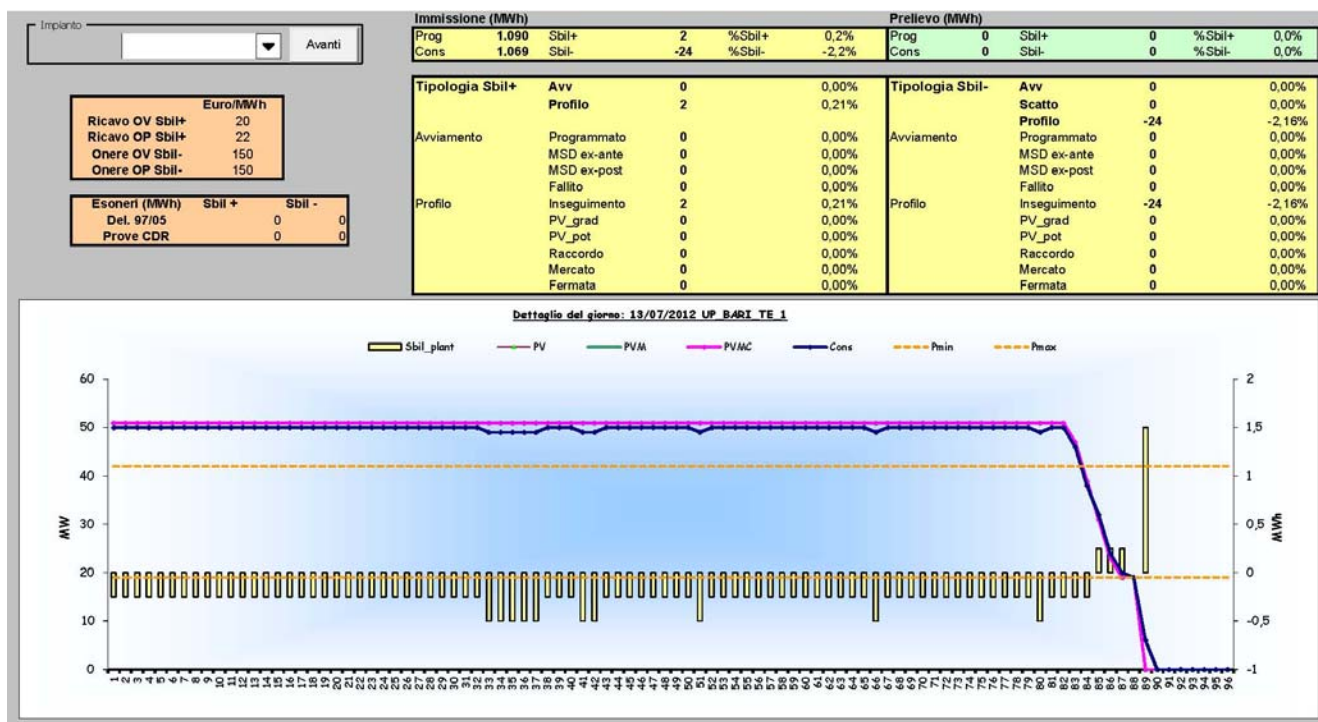 Impianto
Avanti
Immissione (MWh) Prelievo (MWh)
Prog 1.090 Sbil+ 2 %Sbil+ 0,2% Prog 0 Sbil+ 0 %Sbil+ 0,0%
Cons 1.069 Sbil- -24 %Sbil- -2,2% Cons 0 Sbil- 0 %Sbil- 0,0%
Euro/MWh
Ricavo OV Sbil+ 20
Ricavo OP Sbil+ 22
Onere OV Sbil- 150
Onere OP Sbil- 150
Esoneri (MWh) Sbil + Sbil -
Del. 97/05 0 0
Prove CDR 0 0
Tipologia Sbil+ Avv 0 0,00% Tipologia Sbil- Avv 0 0,00%
Profilo 2 0,21% Scatto 0 0,00%
Profilo -24 -2,16%
Avviamento Programmato 0 0,00% Avviamento Programmato 0 0,00%
MSD ex-ante 0 0,00% MSD ex-ante 0 0,00%
MSD ex-post 0 0,00% MSD ex-post 0 0,00%
Fallito 0 0,00% Fallito 0 0,00%
Profilo Inseguimento 2 0,21% Profilo Inseguimento -24 -2,16%
PV_grad 0 0,00% PV_grad 0 0,00%
PV_pot 0 0,00% PV_pot 0 0,00%
Raccordo 0 0,00% Raccordo 0 0,00%
Mercato 0 0,00% Mercato 0 0,00%
Fermata 0 0,00% Fermata 0 0,00%
Dettaglio del giorno: 13/07/2012 UP_BARI_TE_1
Sbil_plant PV PVM PVMC Cons Pmin Pmax
60 2
50 1,5
40 1
30 0,5
20 0
10 -0,5
0 -1
MW
MW
1 2 3 4 5 6 7 8 9 10 11 12 13 14 15 16 17 18 19 20 21 22 23 24 25 26 27 28 29 30 31 32 33 34 35 36 37 38 39 40 41 42 43 44 45 46 47 48 49 50 51 52 53 54 55 56 57 58 59 60 61 62 63 64 65 66 67 68 69 70 71 72 73 74 75 76 77 78 79 80 81 82 83 84 85 86 87 88 89 90 91 92 93 94 95 96